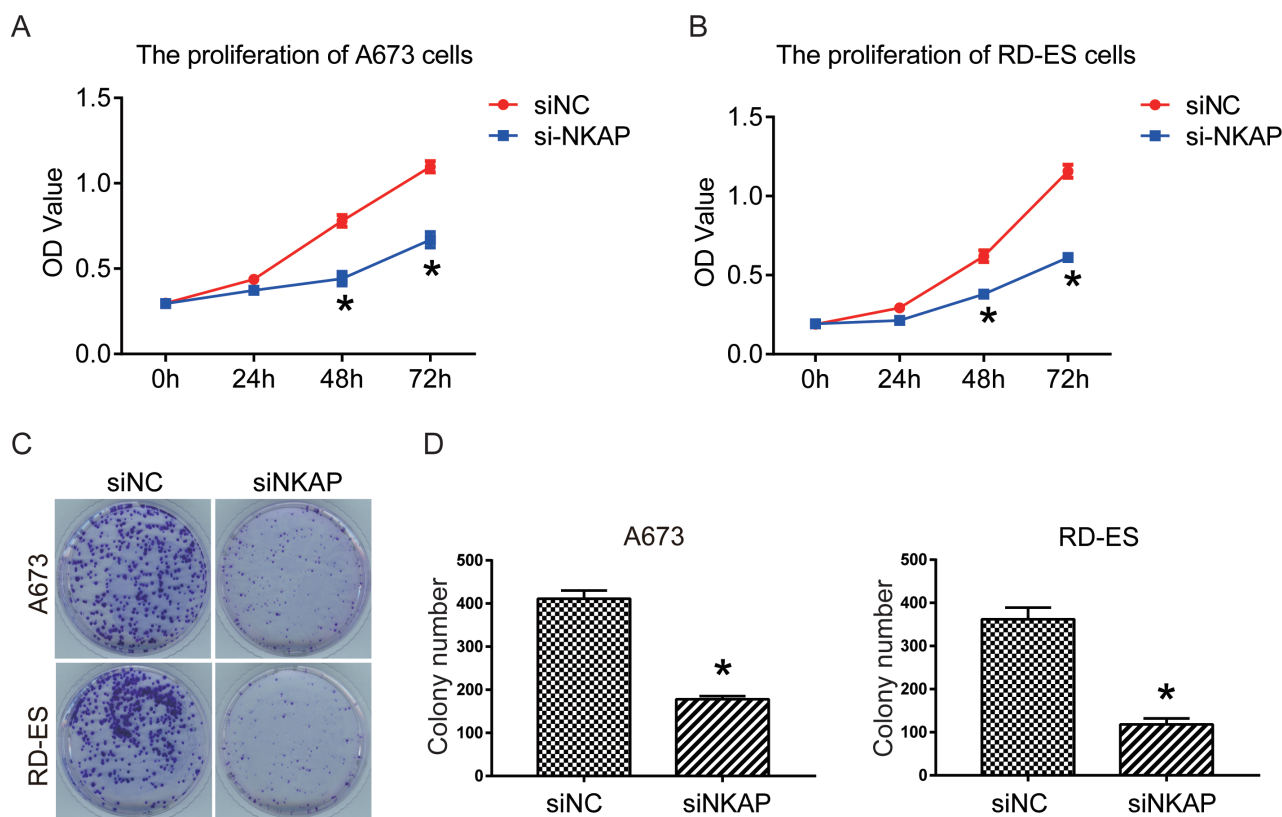 A
The proliferation of A673 cells
siNC
si-NKAP
OD Value
1.5
1.0
0.5
0.0
0h 24h 48h 72h
*
*
B
The proliferation of RD-ES cells
siNC
si-NKAP
OD Value
1.5
1.0
0.5
0.0
0h 24h 48h 72h
*
*
C
siNC siNKAP
A673
RD-ES
D
A673
Colony number
500
400
300
200
100
0
*
siNC siNKAP
RD-ES
Colony number
500
400
300
200
100
0
*
siNC siNKAP